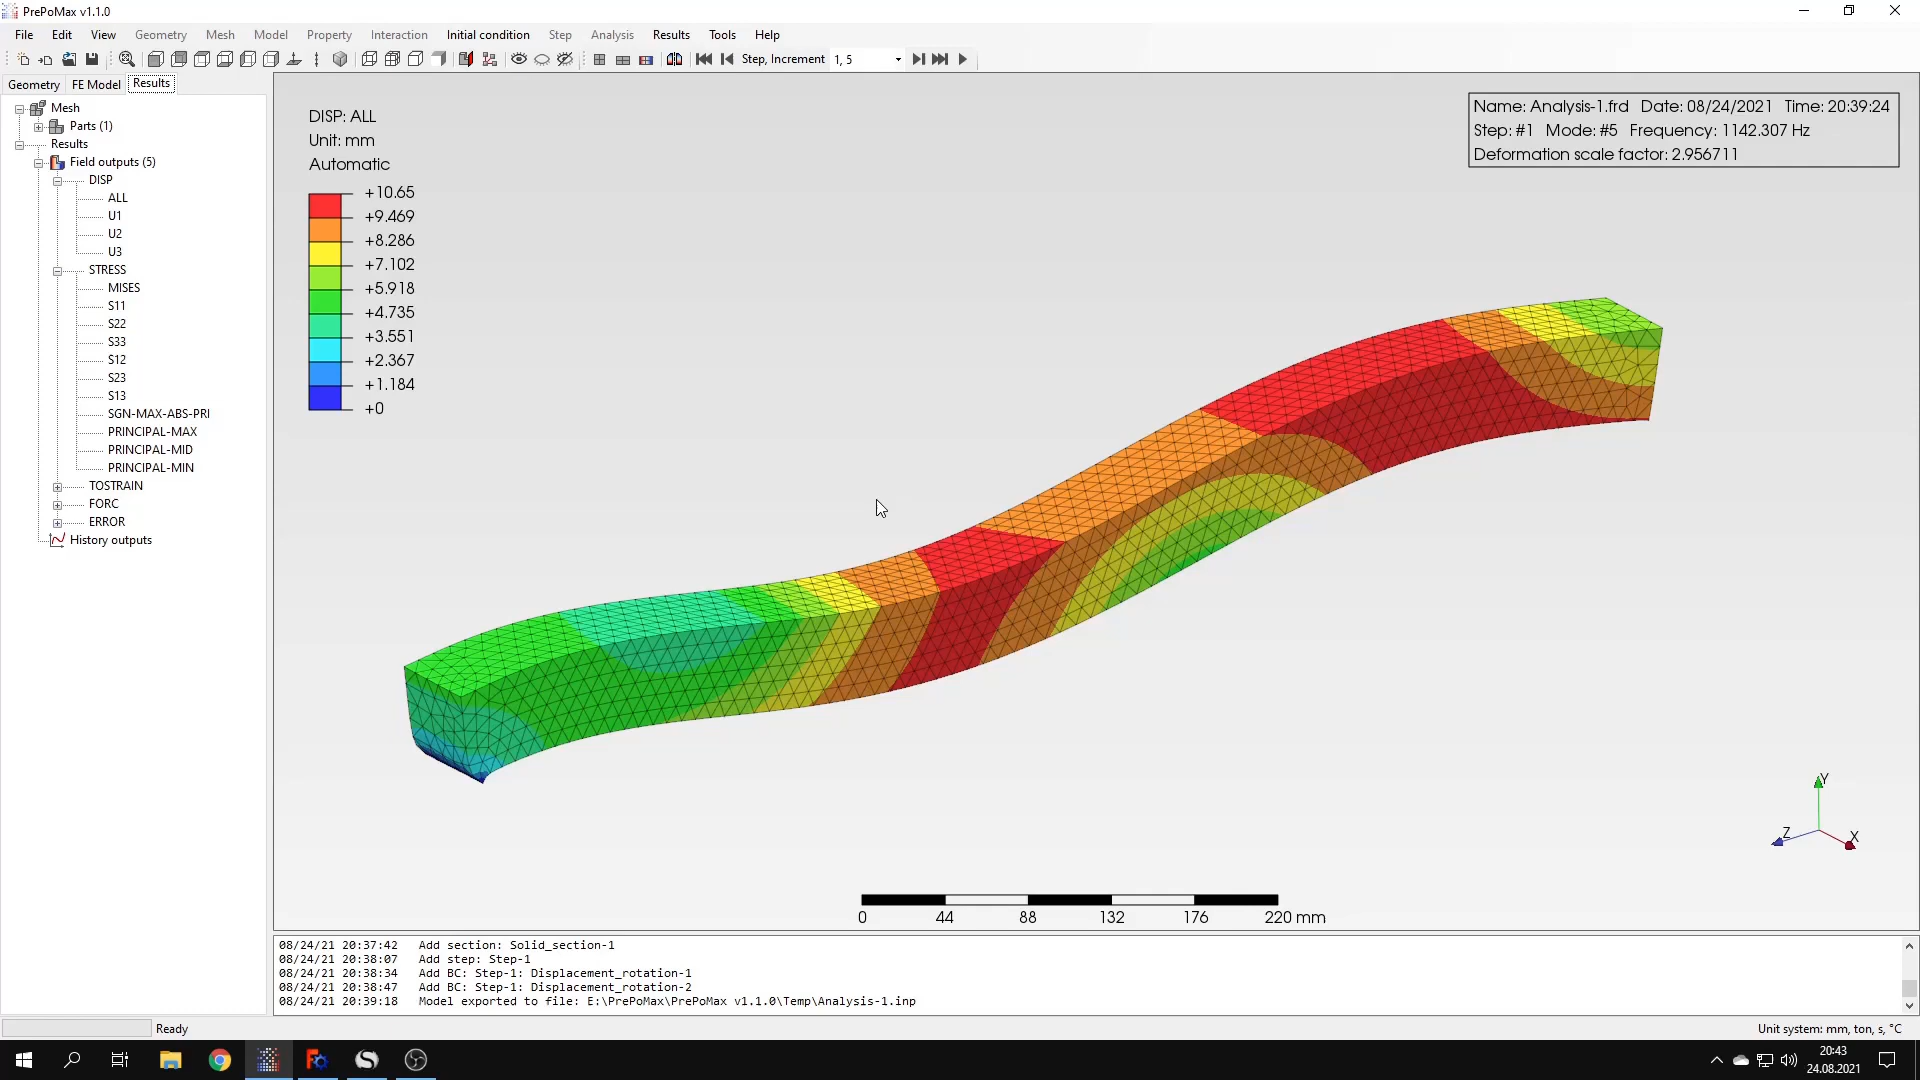 PrePoMax v1.1.0
File Edit View Geometry Mesh Model Property Interaction Initial condition Step Analysis Results Tools Help
Step, Increment 1, 5
Geometry FE Model Results
Mesh
Parts (1)
Results
Field outputs (5)
DISP
ALL
U1
U2
U3
STRESS
MISES
S11
S22
S33
S12
S23
S13
SGN-MAX-ABS-PRI
PRINCIPAL-MAX
PRINCIPAL-MID
PRINCIPAL-MIN
TOSTRAIN
FORC
ERROR
History outputs
DISP: ALL
Unit: mm
Automatic
+10.65
+9.469
+8.286
+7.102
+5.918
+4.735
+3.551
+2.367
+1.184
+0
Name: Analysis-1.frd Date: 08/24/2021 Time: 20:39:24
Step: #1 Mode: #5 Frequency: 1142.307 Hz
Deformation scale factor: 2.956711
Y
Z
X
0 44 88 132 176 220 mm
08/24/21 20:37:42 Add section: Solid_section-1
08/24/21 20:38:07 Add step: Step-1
08/24/21 20:38:34 Add BC: Step-1: Displacement_rotation-1
08/24/21 20:38:47 Add BC: Step-1: Displacement_rotation-2
08/24/21 20:39:18 Model exported to file: E:\PrePoMax\PrePoMax v1.1.0\Temp\Analysis-1.inp
Ready
Unit system: mm, ton, s, °C
20:43
24.08.2021